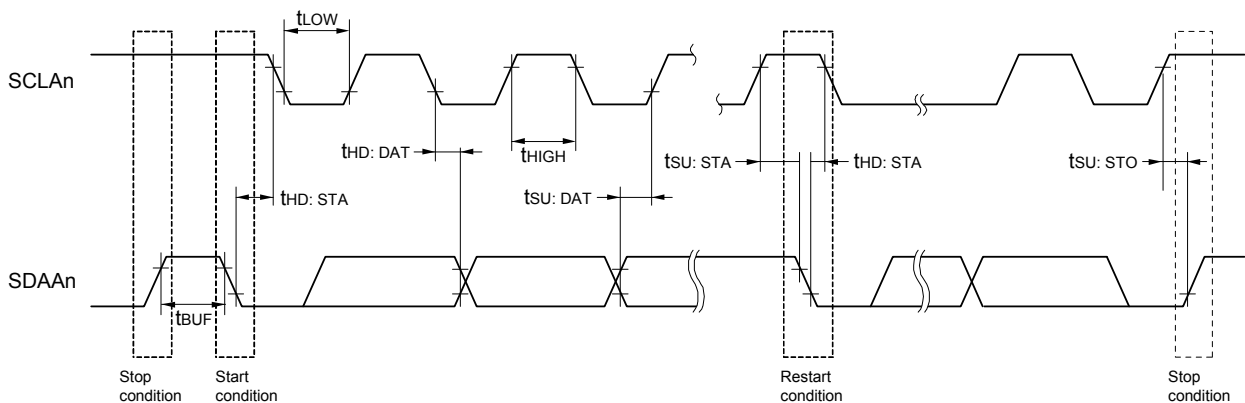 tLOW
SCLAn
tHD: DAT
tHIGH
tSU: STA
tHD: STA
tSU: STO
tHD: STA
tSU: DAT
SDAAn
tBUF
Stop
condition
Start
condition
Restart
condition
Stop
condition